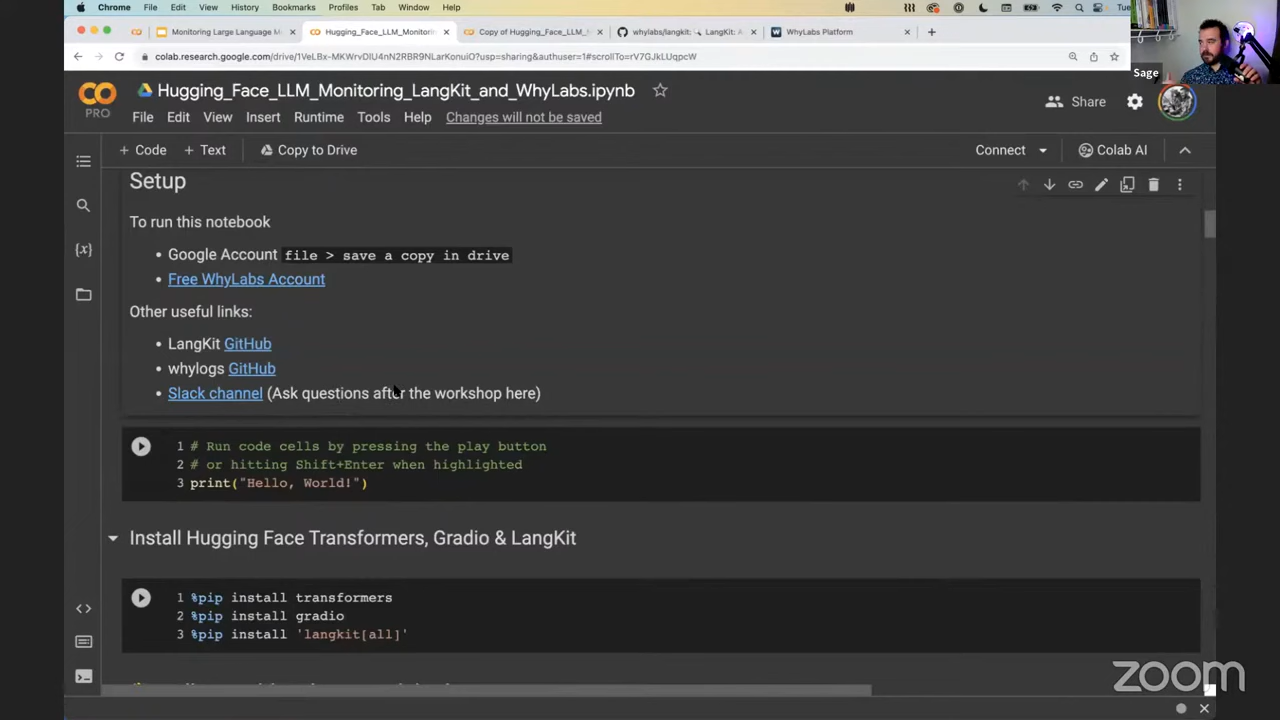 Chrome File Edit View History Bookmarks Profiles Tab Window Help
Monitoring Large Language M Hugging_Face_LLM_Monitorin Copy of Hugging_Face_LLM_ whylabs/langkit: LangKit: A WhyLabs Platform
colab.research.google.com/drive/1VeLBx-MKWrvDIU4nN2RBR9NLarKonuiO?usp=sharing&authuser=1#scrollTo=rV7GJkLUqpcW
Sage
CO PRO
Hugging_Face_LLM_Monitoring_LangKit_and_WhyLabs.ipynb
Share
File Edit View Insert Runtime Tools Help Changes will not be saved
+ Code + Text Copy to Drive Connect Colab AI
Setup
To run this notebook
• Google Account file > save a copy in drive
• Free WhyLabs Account
Other useful links:
• LangKit GitHub
• whylogs GitHub
• Slack channel (Ask questions after the workshop here)
1 # Run code cells by pressing the play button
2 # or hitting Shift+Enter when highlighted
3 print("Hello, World!")
Install Hugging Face Transformers, Gradio & LangKit
1 %pip install transformers
2 %pip install gradio
3 %pip install 'langkit[all]'
zoom